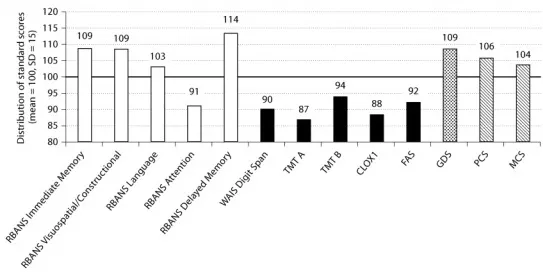 Distribution of standard scores
(mean = 100, SD = 15)
120
115
110
105
100
95
90
85
80
109
109
103
91
114
90
87
94
88
92
109
106
104
RBANS Immediate Memory
RBANS Visuospatial/Constructional
RBANS Language
RBANS Attention
RBANS Delayed Memory
WAIS Digit Span
TMT A
TMT B
CLOX1
FAS
GDS
PCS
MCS